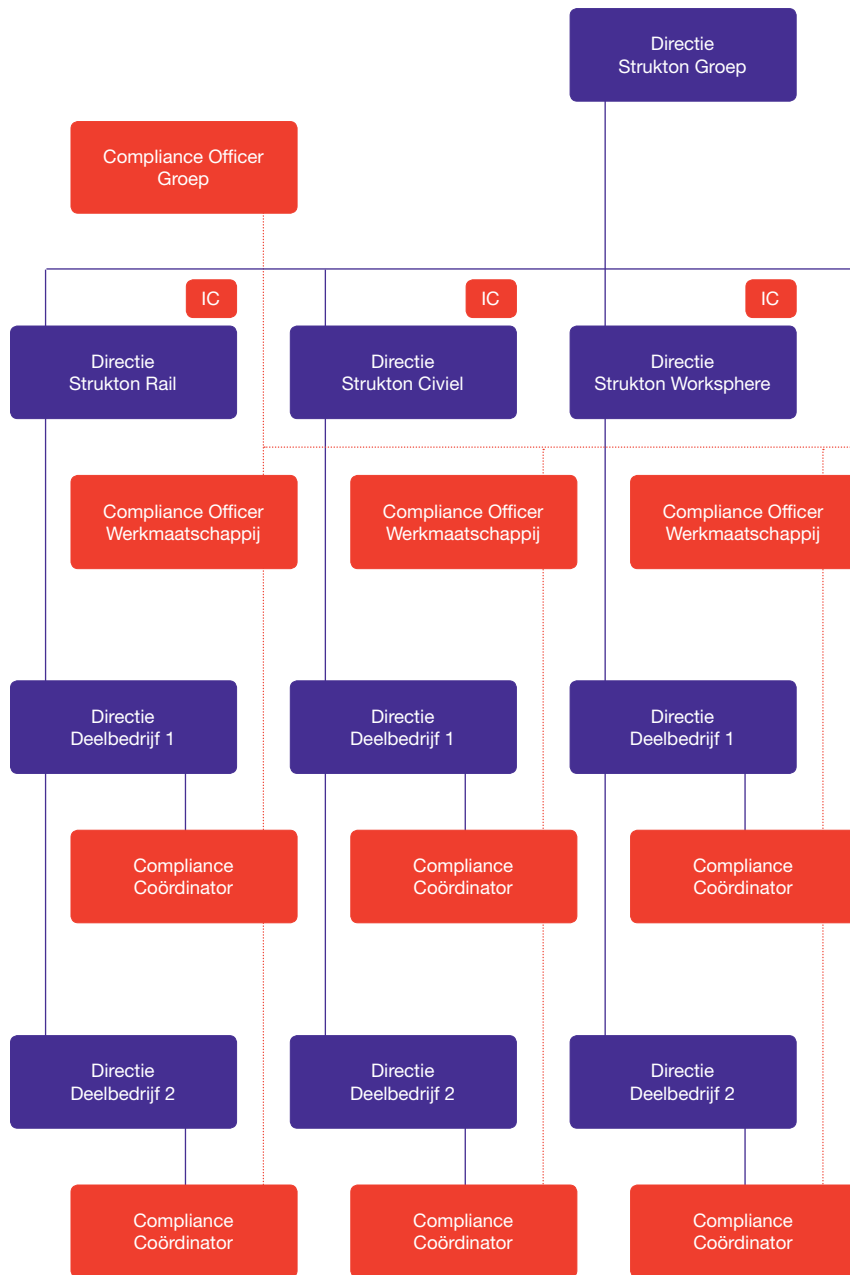 Directie
Strukton Groep
Compliance Officer
Groep
IC
IC
IC
Directie
Strukton Rail
Directie
Strukton Civiel
Directie
Strukton Worksphere
Compliance Officer
Werkmaatschappij
Compliance Officer
Werkmaatschappij
Compliance Officer
Werkmaatschappij
Directie
Deelbedrijf 1
Directie
Deelbedrijf 1
Directie
Deelbedrijf 1
Compliance
Coördinator
Compliance
Coördinator
Compliance
Coördinator
Directie
Deelbedrijf 2
Directie
Deelbedrijf 2
Directie
Deelbedrijf 2
Compliance
Coördinator
Compliance
Coördinator
Compliance
Coördinator